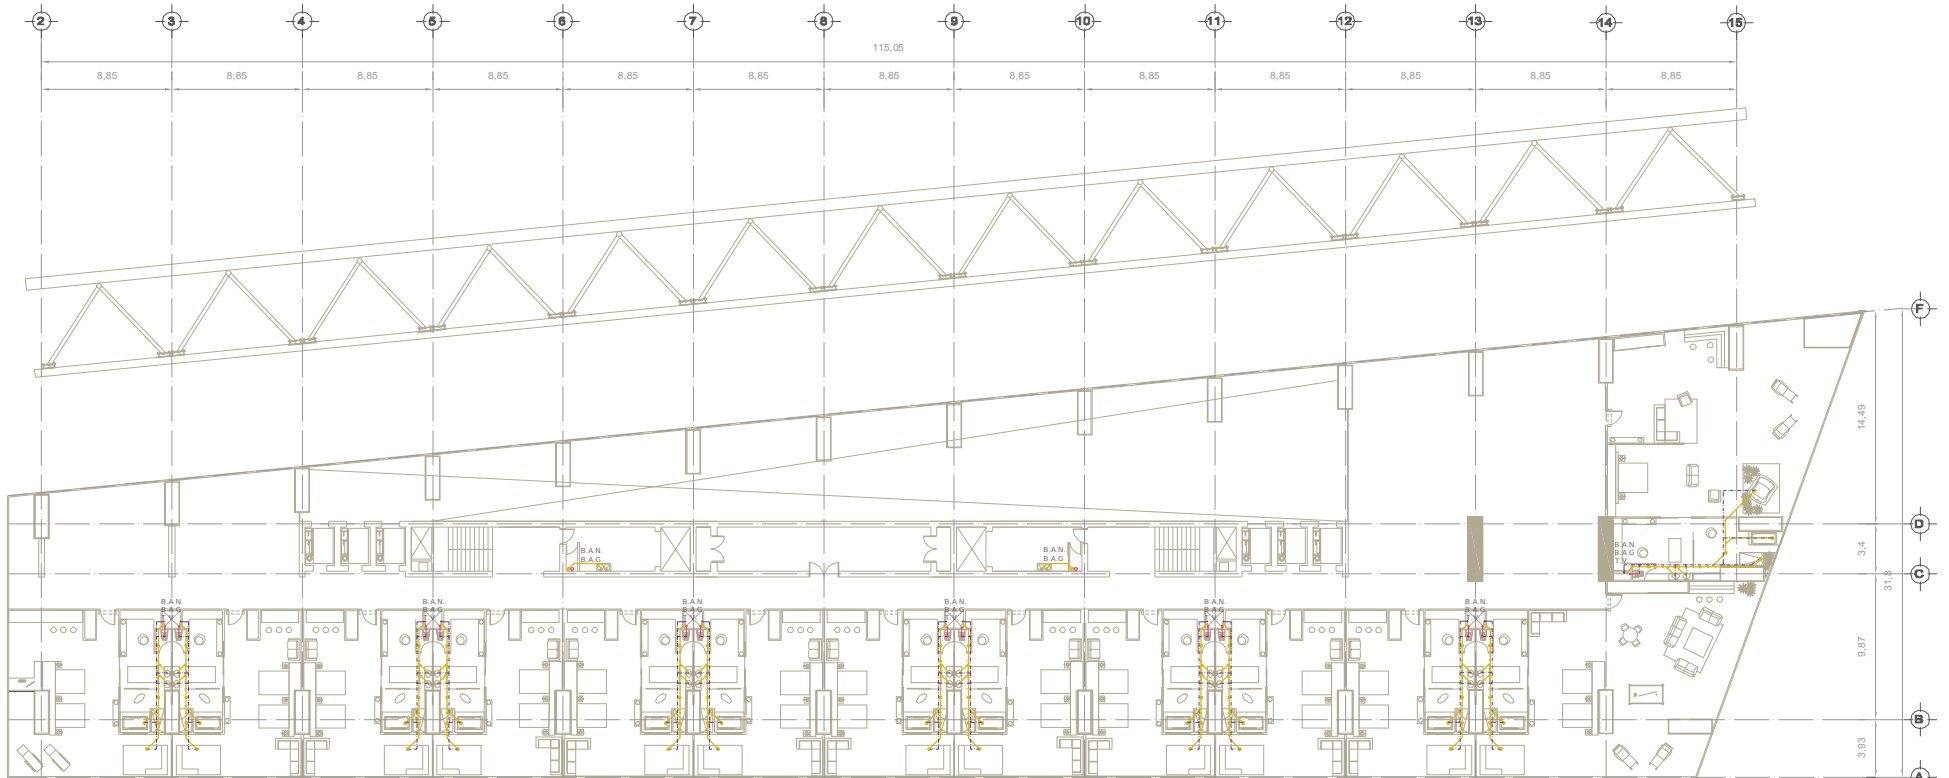 2 3 4 5 6 7 8 9 10 11 12 13 14 15
115,05
8,85 8,85 8,85 8,85 8,85 8,85 8,85 8,85 8,85 8,85 8,85 8,85 8,85
F
14,49
D
B.A.N. B.A.N. B.A.N.
B.A.G B.A.G B.A.G
3,4
T.V.
C
31,8
B.A.N. B.A.N. B.A.N. B.A.N. B.A.N. B.A.N.
B.A.G B.A.G B.A.G B.A.G B.A.G B.A.G
9,87
B
3,93
A